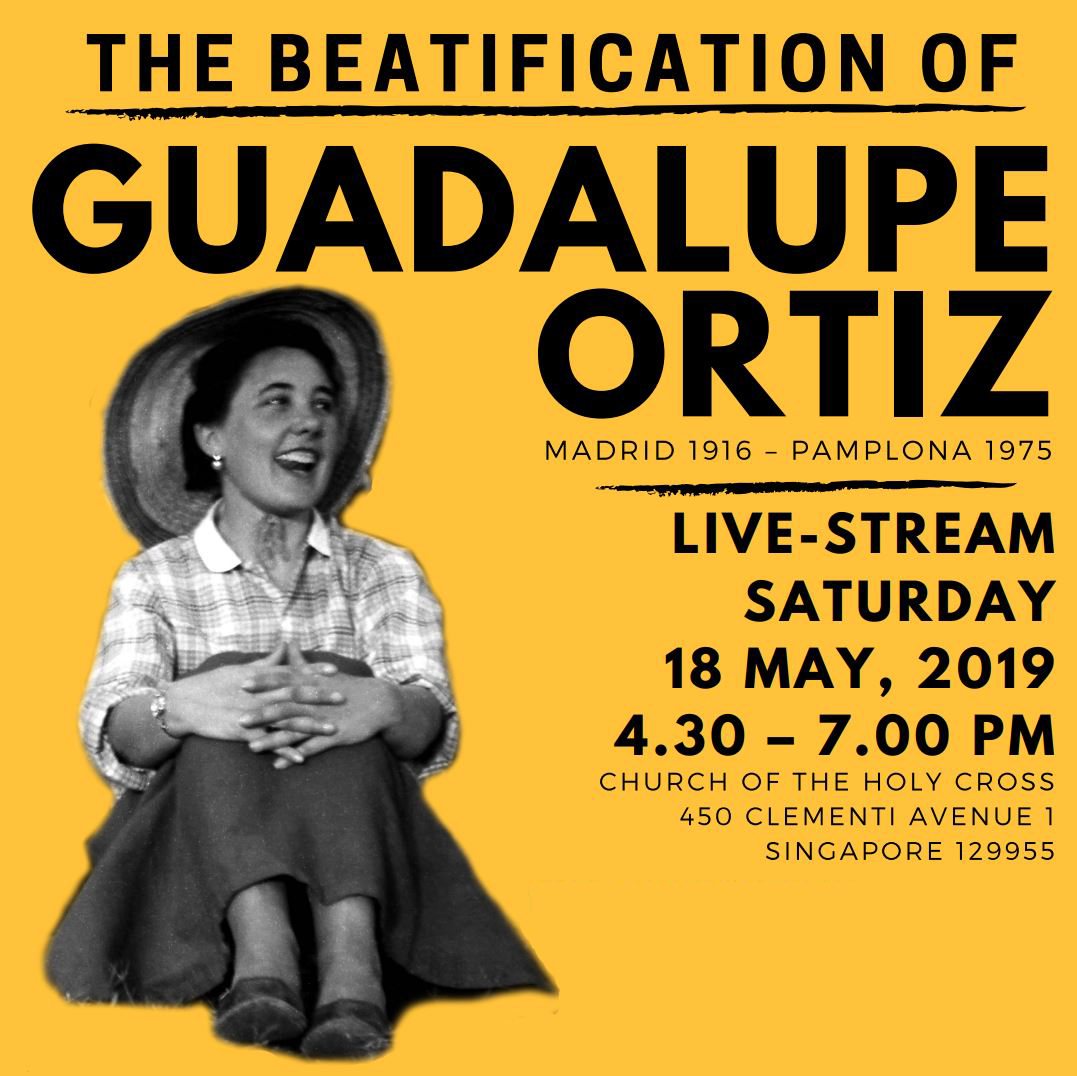 THE BEATIFICATION OF
GUADALUPE
ORTIZ
MADRID 1916 – PAMPLONA 1975
LIVE-STREAM
SATURDAY
18 MAY, 2019
4.30 – 7.00 PM
CHURCH OF THE HOLY CROSS
450 CLEMENTI AVENUE 1
SINGAPORE 129955